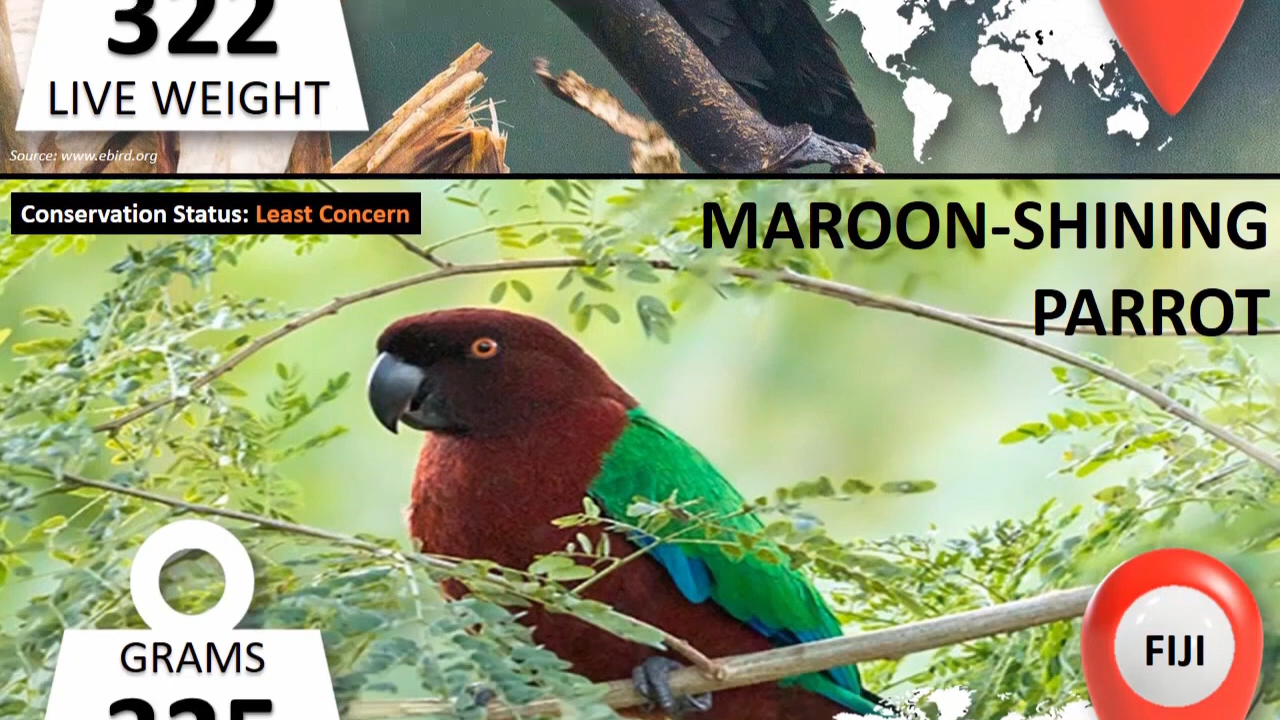 322
LIVE WEIGHT
Source: www.ebird.org
Conservation Status: Least Concern
MAROON-SHINING
PARROT
GRAMS
FIJI